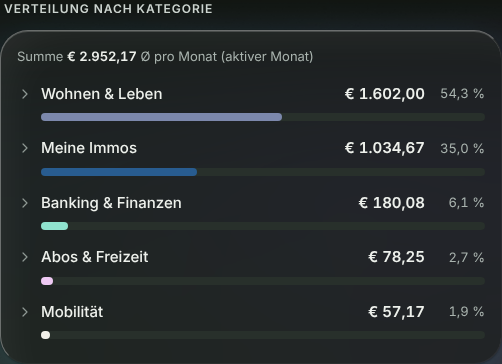 VERTEILUNG NACH KATEGORIE
Summe € 2.952,17 Ø pro Monat (aktiver Monat)
Wohnen & Leben € 1.602,00 54,3 %
Meine Immos € 1.034,67 35,0 %
Banking & Finanzen € 180,08 6,1 %
Abos & Freizeit € 78,25 2,7 %
Mobilität € 57,17 1,9 %